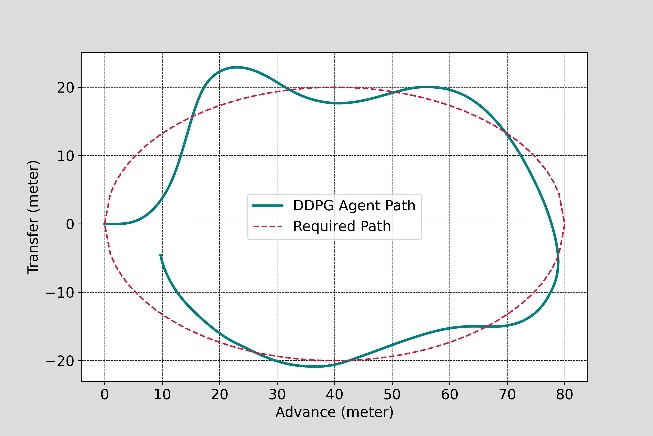 20
10
0
−10
−20
Transfer (meter)
DDPG Agent Path
Required Path
0 10 20 30 40 50 60 70 80
Advance (meter)